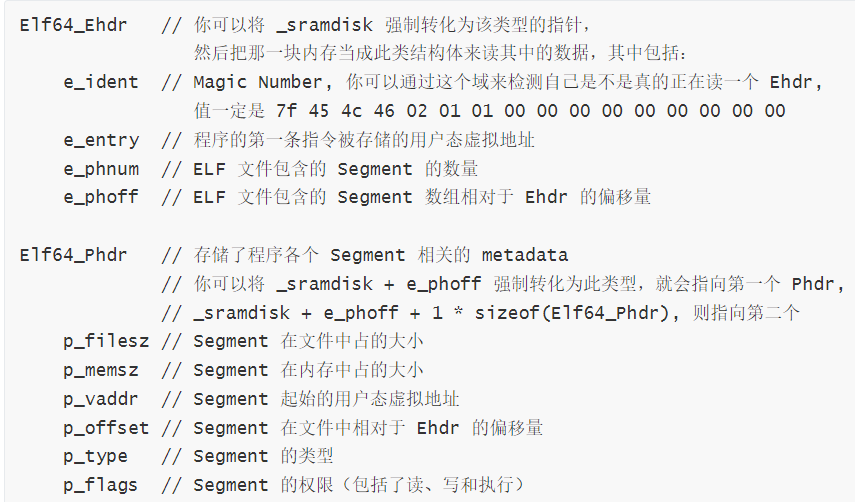 Elf64_Ehdr   // 你可以将 _sramdisk 强制转化为该类型的指针，
                然后把那一块内存当成此类结构体来读其中的数据，其中包括：
    e_ident  // Magic Number, 你可以通过这个域来检测自己是不是真的正在读一个 Ehdr,
                值一定是 7f 45 4c 46 02 01 01 00 00 00 00 00 00 00 00 00
    e_entry  // 程序的第一条指令被存储的用户态虚拟地址
    e_phnum  // ELF 文件包含的 Segment 的数量
    e_phoff  // ELF 文件包含的 Segment 数组相对于 Ehdr 的偏移量

Elf64_Phdr   // 存储了程序各个 Segment 相关的 metadata
             // 你可以将 _sramdisk + e_phoff 强制转化为此类型，就会指向第一个 Phdr,
             // _sramdisk + e_phoff + 1 * sizeof(Elf64_Phdr), 则指向第二个
    p_filesz // Segment 在文件中占的大小
    p_memsz  // Segment 在内存中占的大小
    p_vaddr  // Segment 起始的用户态虚拟地址
    p_offset // Segment 在文件中相对于 Ehdr 的偏移量
    p_type   // Segment 的类型
    p_flags  // Segment 的权限（包括了读、写和执行）